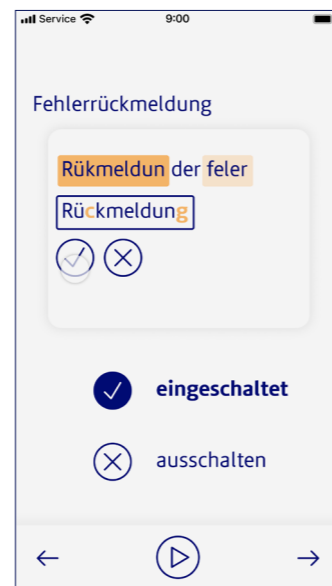 Service 9:00
Fehlerrückmeldung
Rükmeldun der feler
Rückmeldung
eingeschaltet
ausschalten